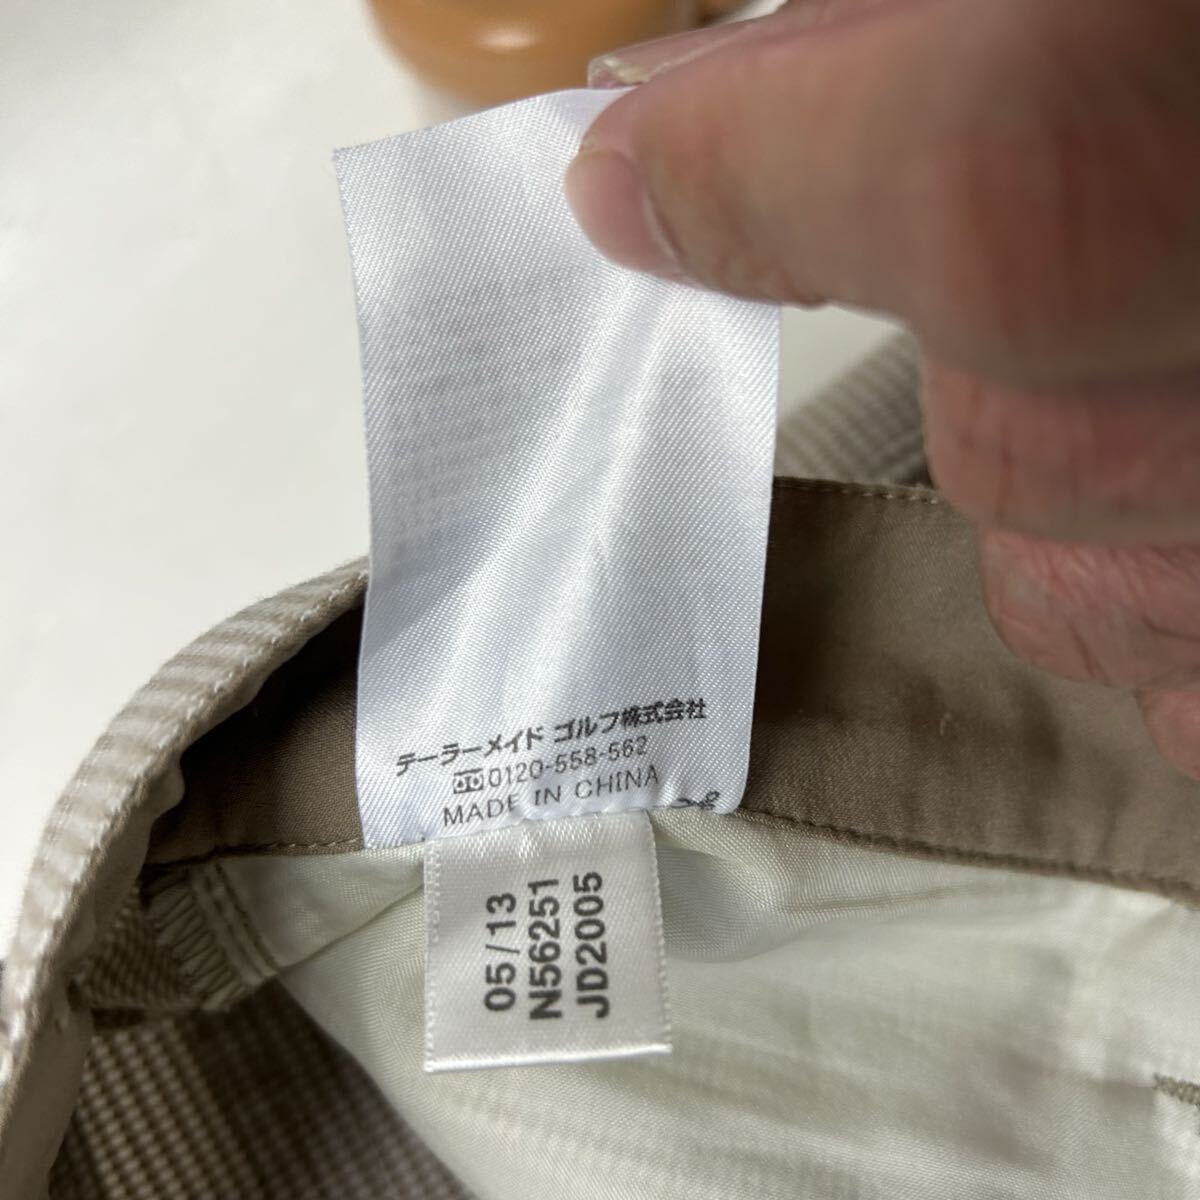 テーラーメイド ゴルフ株式会社
0120-558-562
MADE IN CHINA
05/13
N56251
JD2005